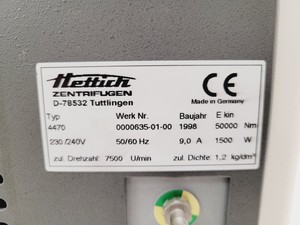 Hettich
ZENTRIFUGEN
D-78532 Tuttlingen
CE
Made in Germany
Typ Werk Nr. Baujahr E kin
4470 0000635-01-00 1998 50000 Nm
230/240V 50/60 Hz 9,0 A 1500 W
zul. Drehzahl: 7500 U/min zul. Dichte: 1,2 kg/dm³